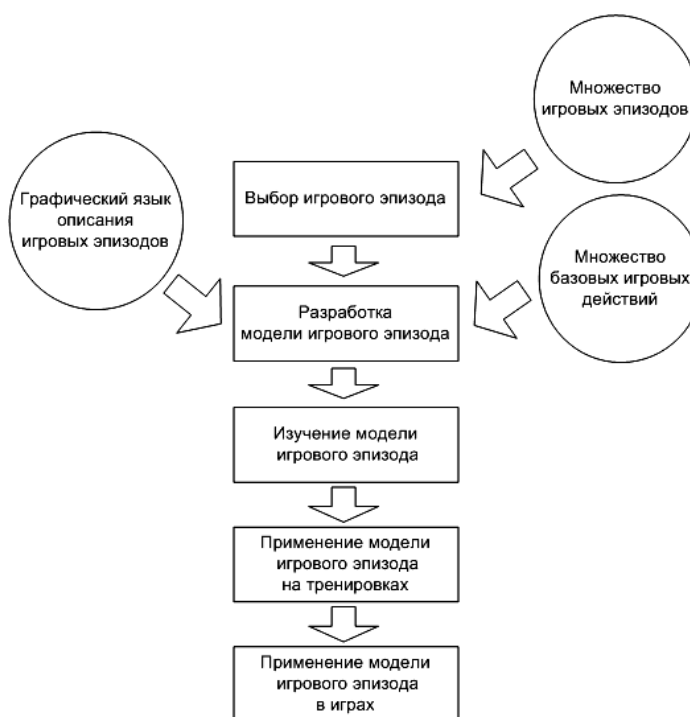 Множество
игровых эпизодов
Графический язык
описания
игровых эпизодов
Выбор игрового эпизода
Множество
базовых игровых
действий
Разработка
модели игрового эпизода
Изучение модели
игрового эпизода
Применение модели
игрового эпизода
на тренировках
Применение модели
игрового эпизода
в играх